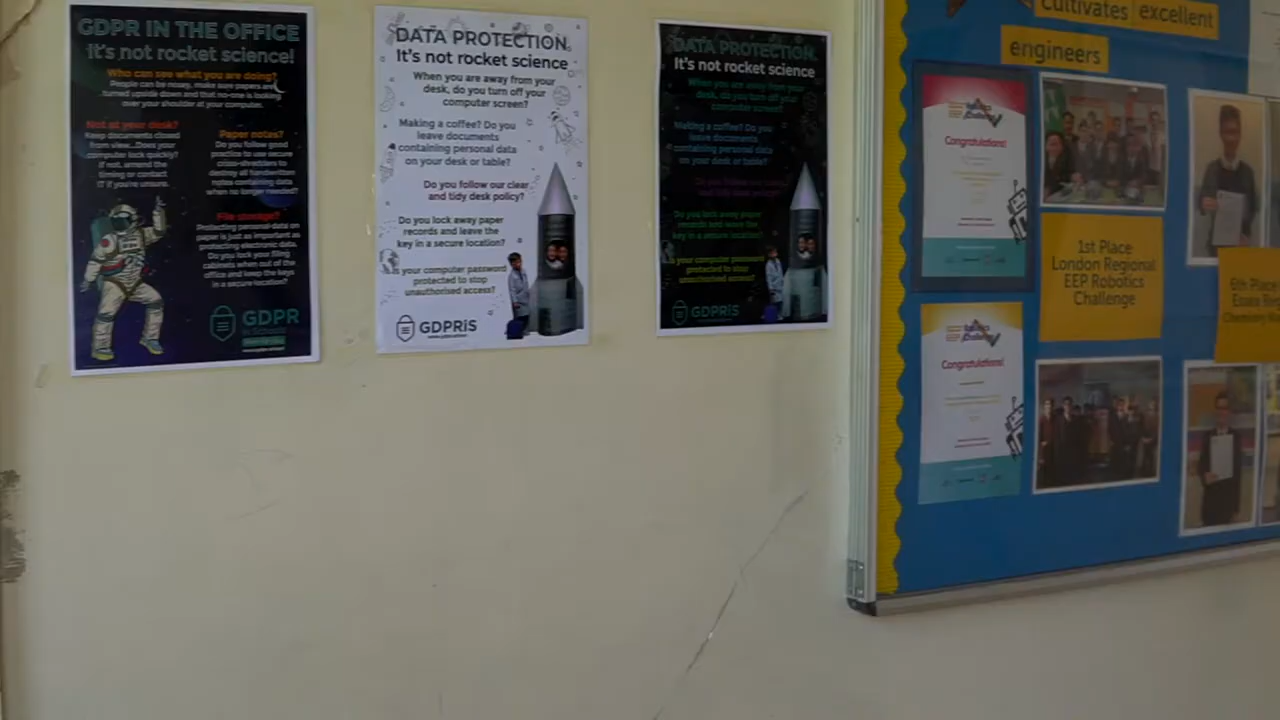 GDPR IN THE OFFICE
It's not rocket science!
Who can see what you are doing?
People can be nosey, make sure papers are
turned upside down and that no-one is looking
over your shoulder at your computer.
Not at your desk?
Keep documents closed
from view...Does your
computer lock quickly?
If not, amend the
timing or contact
IT if you're unsure.
Paper notes?
Do you follow good
practice to use secure
cross-shredders to
destroy all handwritten
notes containing data
when no longer needed?
File storage?
Protecting personal data on
paper is just as important as
protecting electronic data.
Do you lock your filing
cabinets when out of the
office and keep the keys
in a secure location?
GDPR
in Schools
DATA PROTECTION,
It's not rocket science
When you are away from your
desk, do you turn off your
computer screen?
Making a coffee? Do you
leave documents
containing personal data
on your desk or table?
Do you follow our clear
and tidy desk policy?
Do you lock away paper
records and leave the
key in a secure location?
Is your computer password
protected to stop
unauthorised access?
GDPRiS
DATA PROTECTION,
It's not rocket science
When you are away from your
desk, do you turn off your
computer screen?
Making a coffee? Do you
leave documents
containing personal data
on your desk or table?
Do you follow our clear
and tidy desk policy?
Do you lock away paper
records and leave the
key in a secure location?
Is your computer password
protected to stop
unauthorised access?
GDPRiS
cultivates excellent
engineers
Congratulations!
1st Place
London Regional
EEP Robotics
Challenge
Congratulations!
6th Place
Essex
Chemistry